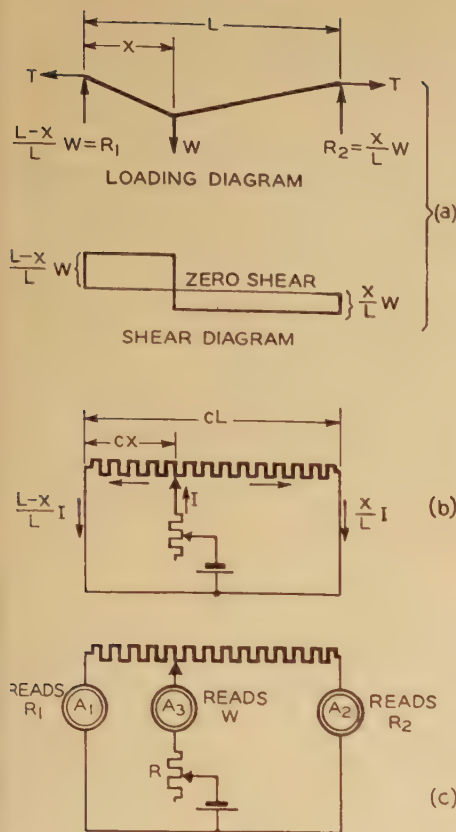 L
X
T
T
L-X/L W=R₁
W
R₂=X/L W
LOADING DIAGRAM
(a)
L-X/L W
ZERO SHEAR
X/L W
SHEAR DIAGRAM
cL
cX
L-X/L I
I
X/L I
(b)
READS R₁
A₁
A₃
READS W
A₂
READS R₂
R
(c)